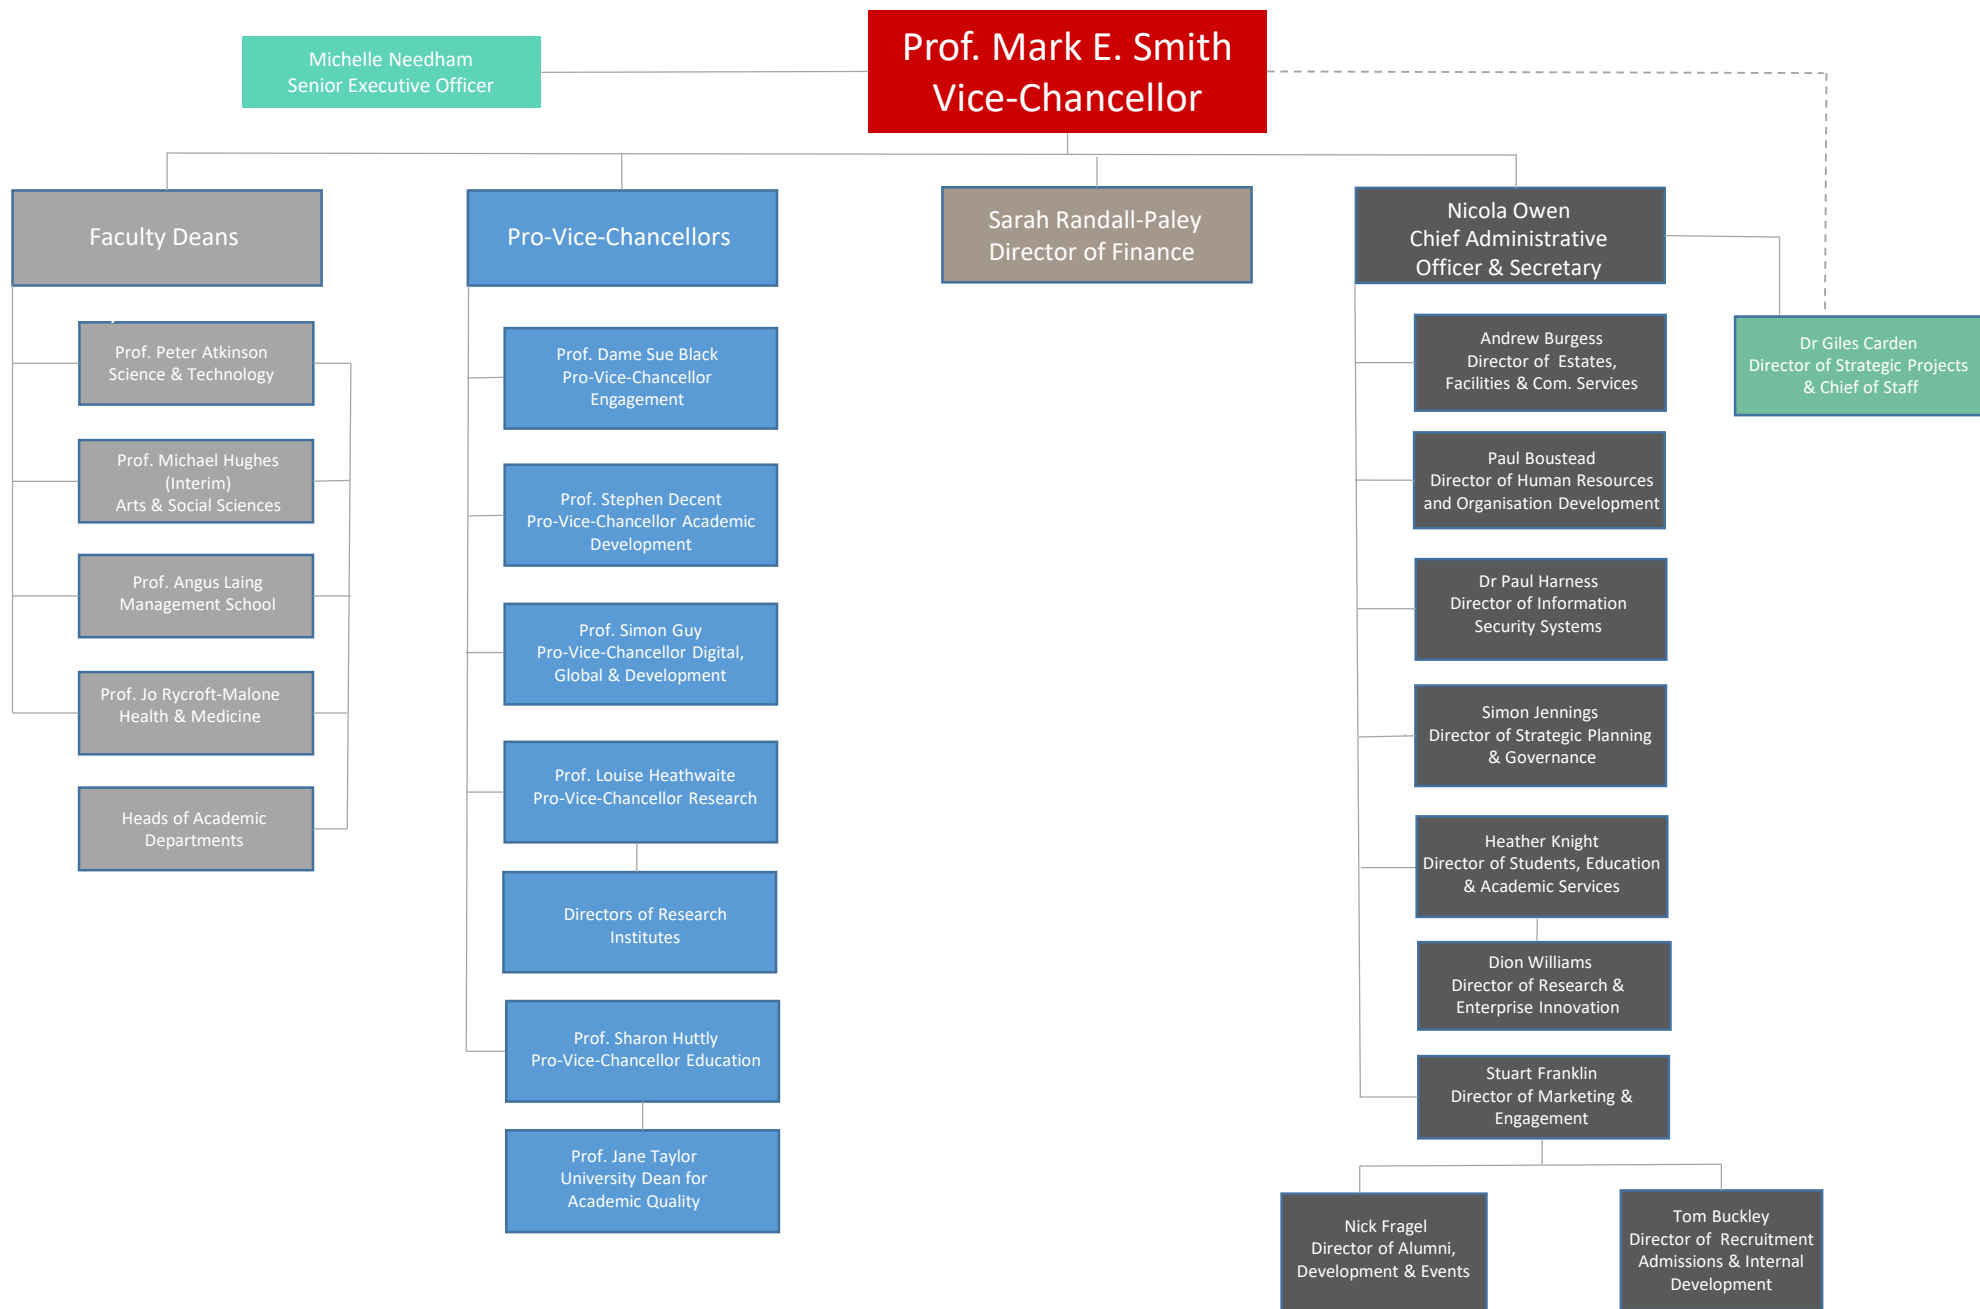 Michelle Needham
Senior Executive Officer
Prof. Mark E. Smith
Vice-Chancellor
Faculty Deans
Prof. Peter Atkinson
Science & Technology
Prof. Michael Hughes
(Interim)
Arts & Social Sciences
Prof. Angus Laing
Management School
Prof. Jo Rycroft-Malone
Health & Medicine
Heads of Academic
Departments
Pro-Vice-Chancellors
Prof. Dame Sue Black
Pro-Vice-Chancellor
Engagement
Prof. Stephen Decent
Pro-Vice-Chancellor Academic
Development
Prof. Simon Guy
Pro-Vice-Chancellor Digital,
Global & Development
Prof. Louise Heathwaite
Pro-Vice-Chancellor Research
Directors of Research
Institutes
Prof. Sharon Huttly
Pro-Vice-Chancellor Education
Prof. Jane Taylor
University Dean for
Academic Quality
Sarah Randall-Paley
Director of Finance
Nicola Owen
Chief Administrative
Officer & Secretary
Andrew Burgess
Director of Estates,
Facilities & Com. Services
Paul Boustead
Director of Human Resources
and Organisation Development
Dr Paul Harness
Director of Information
Security Systems
Simon Jennings
Director of Strategic Planning
& Governance
Heather Knight
Director of Students, Education
& Academic Services
Dion Williams
Director of Research &
Enterprise Innovation
Stuart Franklin
Director of Marketing &
Engagement
Nick Fragel
Director of Alumni,
Development & Events
Tom Buckley
Director of Recruitment
Admissions & Internal
Development
Dr Giles Carden
Director of Strategic Projects
& Chief of Staff